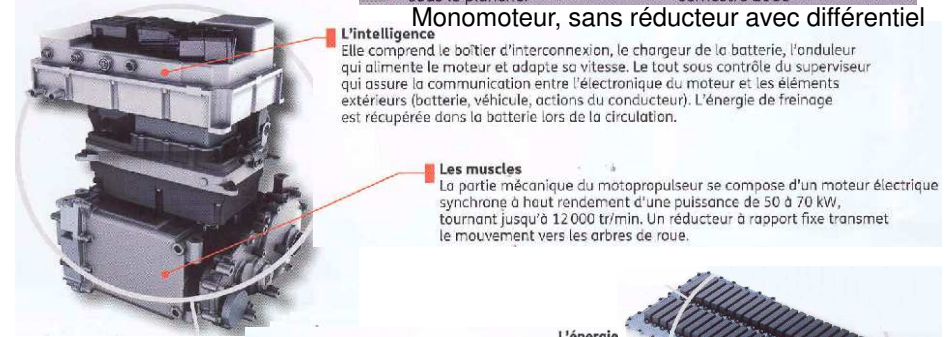 Monomoteur, sans réducteur avec différentiel
L'intelligence
Elle comprend le boîtier d'interconnexion, le chargeur de la batterie, l'onduleur
qui alimente le moteur et adapte sa vitesse. Le tout sous contrôle du superviseur
qui assure la communication entre l'électronique du moteur et les éléments
extérieurs (batterie, véhicule, actions du conducteur). L'énergie de freinage
est récupérée dans la batterie lors de la circulation.
Les muscles
La partie mécanique du motopropulseur se compose d'un moteur électrique
synchrone à haut rendement d'une puissance de 50 à 70 kW,
tournant jusqu'à 12 000 tr/min. Un réducteur à rapport fixe transmet
le mouvement vers les arbres de roue.
L'énergie